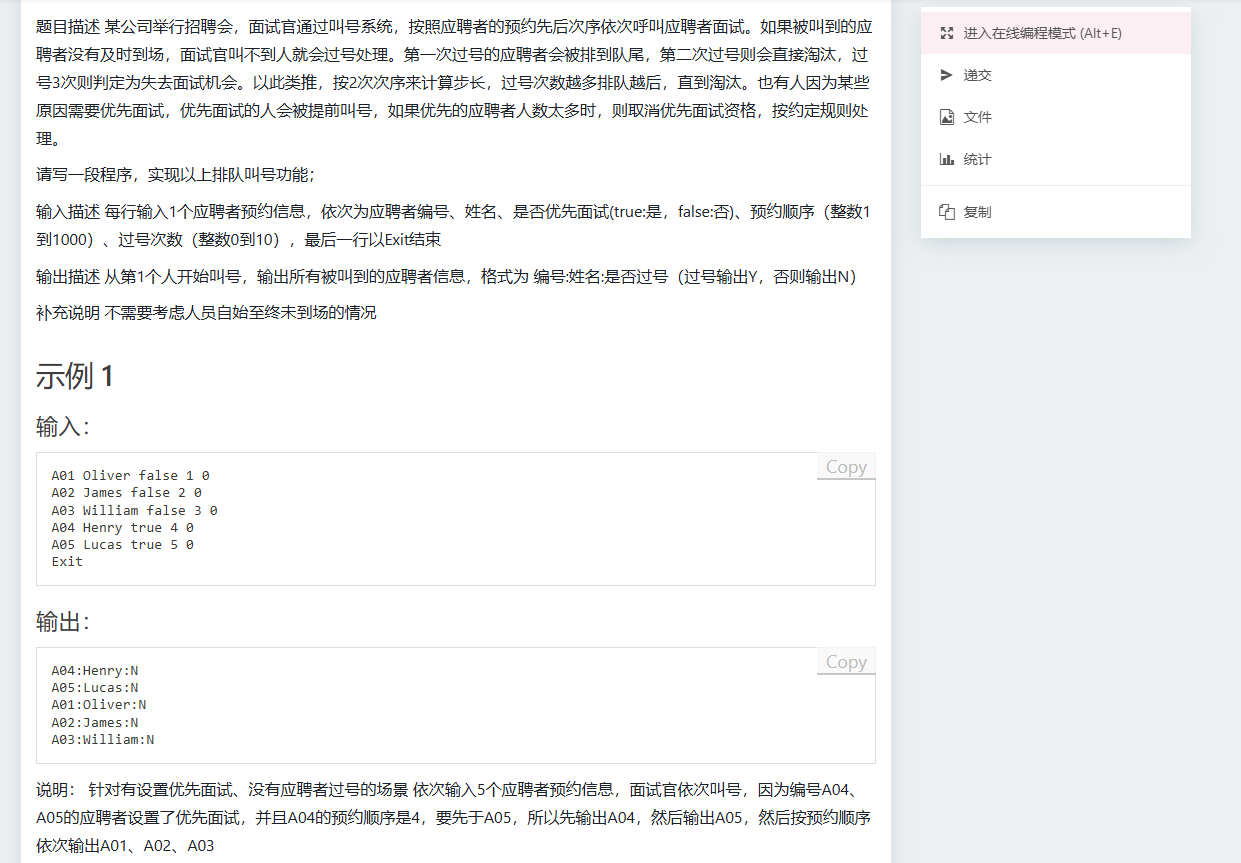 题目描述 某公司举行招聘会，面试官通过叫号系统，按照应聘者的预约先后次序依次呼叫应聘者面试。如果被叫到的应
聘者没有及时到场，面试官叫不到人就会过号处理。第一次过号的应聘者会被排到队尾，第二次过号则会直接淘汰，过
号3次则判定为失去面试机会。以此类推，按2次次序来计算步长，过号次数越多排队越后，直到淘汰。也有人因为某些
原因需要优先面试，优先面试的人会被提前叫号，如果优先的应聘者人数太多时，则取消优先面试资格，按约定规则处
理。
请写一段程序，实现以上排队叫号功能；
输入描述 每行输入1个应聘者预约信息，依次为应聘者编号、姓名、是否优先面试(true:是，false:否)、预约顺序（整数1
到1000）、过号次数（整数0到10），最后一行以Exit结束
输出描述 从第1个人开始叫号，输出所有被叫到的应聘者信息，格式为 编号:姓名:是否过号（过号输出Y，否则输出N）
补充说明 不需要考虑人员自始至终未到场的情况
示例 1
输入：
Copy
A01 Oliver false 1 0
A02 James false 2 0
A03 William false 3 0
A04 Henry true 4 0
A05 Lucas true 5 0
Exit
输出：
Copy
A04:Henry:N
A05:Lucas:N
A01:Oliver:N
A02:James:N
A03:William:N
说明： 针对有设置优先面试、没有应聘者过号的场景 依次输入5个应聘者预约信息，面试官依次叫号，因为编号A04、
A05的应聘者设置了优先面试，并且A04的预约顺序是4，要先于A05，所以先输出A04，然后输出A05，然后按预约顺序
依次输出A01、A02、A03
进入在线编程模式 (Alt+E)
递交
文件
统计
复制